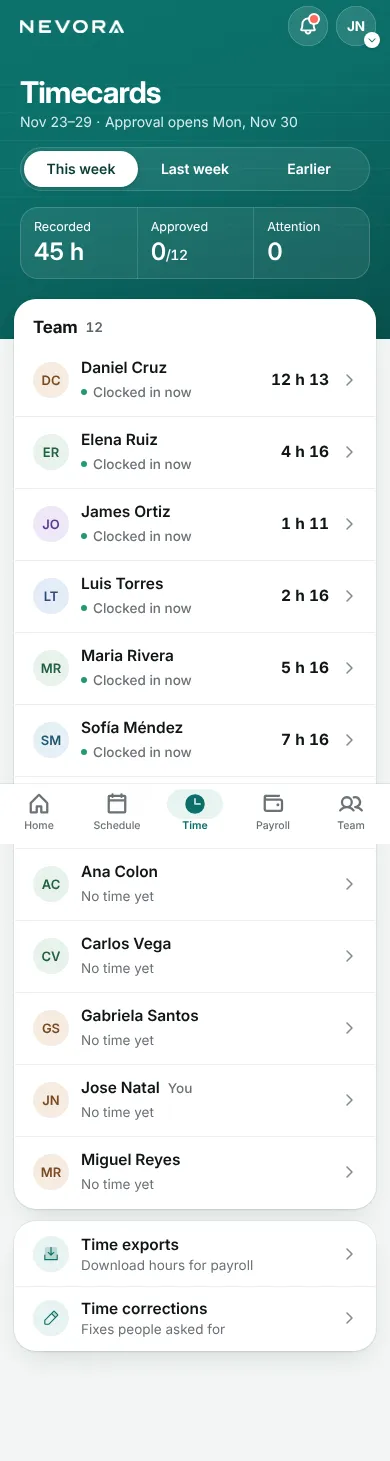 NEVORA
JN
Timecards
Nov 23–29 · Approval opens Mon, Nov 30
This week
Last week
Earlier
Recorded
45 h
Approved
0/12
Attention
0
Team 12
DC
Daniel Cruz
Clocked in now
12 h 13
ER
Elena Ruiz
Clocked in now
4 h 16
JO
James Ortiz
Clocked in now
1 h 11
LT
Luis Torres
Clocked in now
2 h 16
MR
Maria Rivera
Clocked in now
5 h 16
SM
Sofía Méndez
Clocked in now
7 h 16
Home
Schedule
Time
Payroll
Team
AC
Ana Colon
No time yet
CV
Carlos Vega
No time yet
GS
Gabriela Santos
No time yet
JN
Jose Natal You
No time yet
MR
Miguel Reyes
No time yet
Time exports
Download hours for payroll
Time corrections
Fixes people asked for